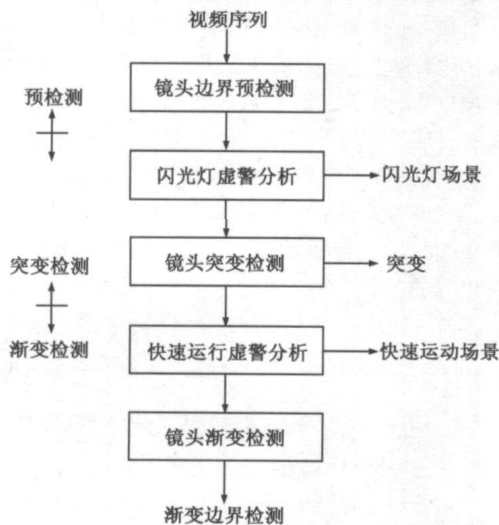 视频序列
预检测
镜头边界预检测
闪光灯虚警分析
闪光灯场景
突变检测
镜头突变检测
突变
渐变检测
快速运行虚警分析
快速运动场景
镜头渐变检测
渐变边界检测